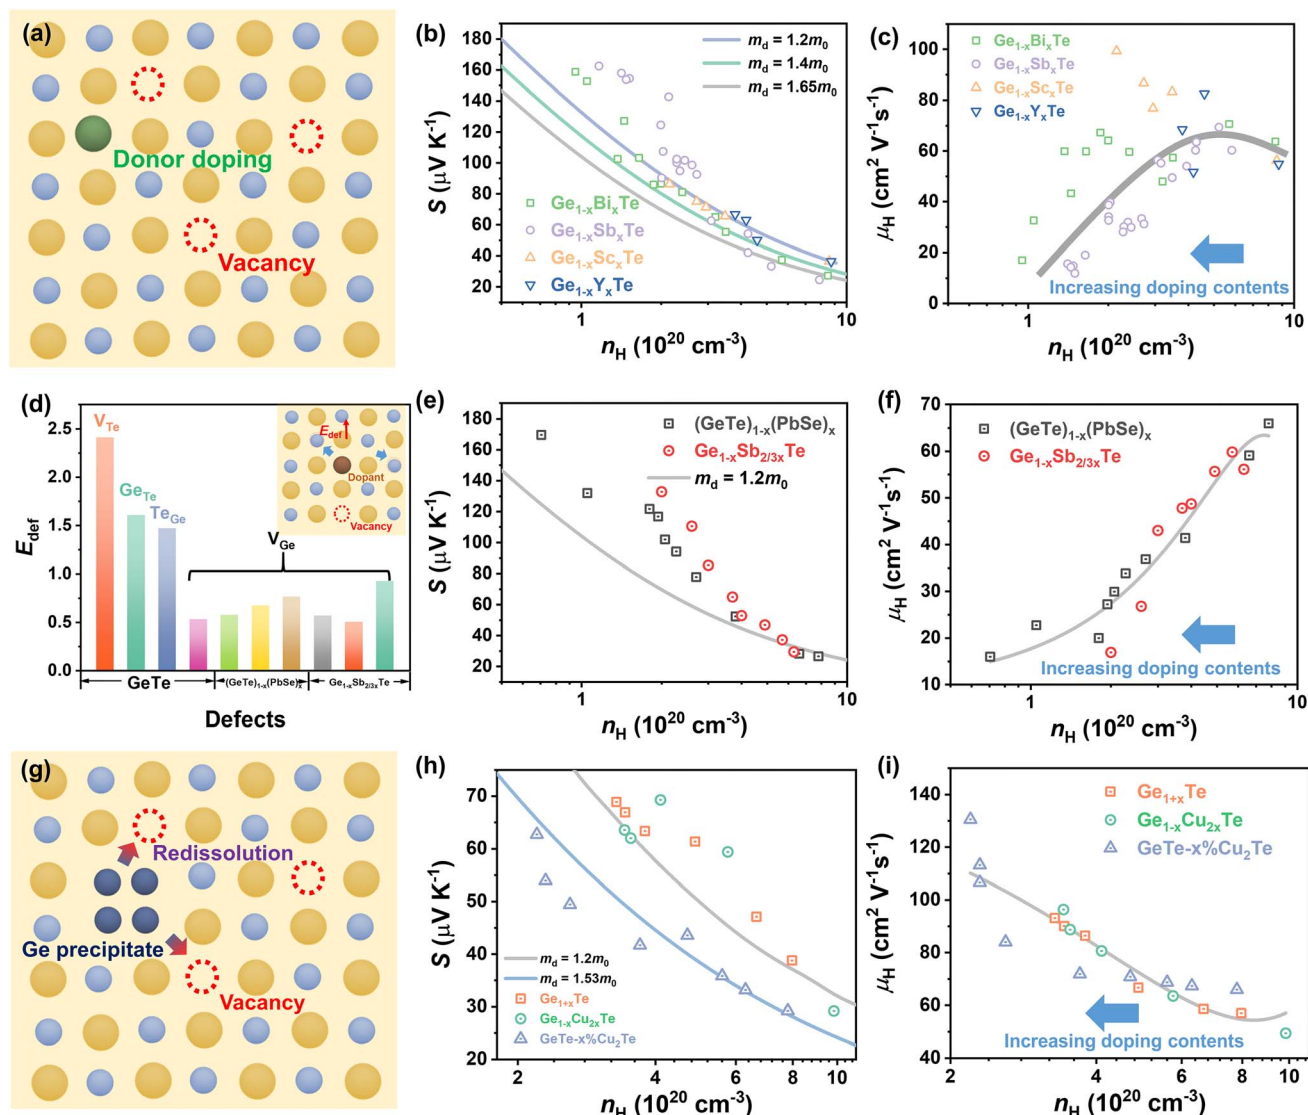 (a)
Donor doping
Vacancy
(b)
m_d = 1.2m_0
m_d = 1.4m_0
m_d = 1.65m_0
180
160
140
120
100
80
60
40
20
S (μV K⁻¹)
Ge₁₋ₓBiₓTe
Ge₁₋ₓSbₓTe
Ge₁₋ₓScₓTe
Ge₁₋ₓYₓTe
1
10
n_H (10²⁰ cm⁻³)
(c)
Ge₁₋ₓBiₓTe
Ge₁₋ₓSbₓTe
Ge₁₋ₓScₓTe
Ge₁₋ₓYₓTe
100
80
60
40
20
0
μ_H (cm² V⁻¹s⁻¹)
Increasing doping contents
1
10
n_H (10²⁰ cm⁻³)
(d)
2.5
2.0
1.5
1.0
0.5
0.0
E_def
V_Te
Ge_Te
Te_Ge
V_Ge
E_def
Dopant
Vacancy
GeTe
(GeTe)₁₋ₓ(PbSe)ₓ
Ge₁₋ₓSb₂/₃ₓTe
Defects
(e)
(GeTe)₁₋ₓ(PbSe)ₓ
Ge₁₋ₓSb₂/₃ₓTe
m_d = 1.2m_0
180
160
140
120
100
80
60
40
20
S (μV K⁻¹)
1
10
n_H (10²⁰ cm⁻³)
(f)
(GeTe)₁₋ₓ(PbSe)ₓ
Ge₁₋ₓSb₂/₃ₓTe
70
60
50
40
30
20
10
μ_H (cm² V⁻¹s⁻¹)
Increasing doping contents
1
10
n_H (10²⁰ cm⁻³)
(g)
Redissolution
Ge precipitate
Vacancy
(h)
70
60
50
40
30
20
S (μV K⁻¹)
m_d = 1.2m_0
m_d = 1.53m_0
Ge₁₊ₓTe
Ge₁₋ₓCu₂ₓTe
GeTe-x%Cu₂Te
2
4
6
8
10
n_H (10²⁰ cm⁻³)
(i)
Ge₁₊ₓTe
Ge₁₋ₓCu₂ₓTe
GeTe-x%Cu₂Te
140
120
100
80
60
40
μ_H (cm² V⁻¹s⁻¹)
Increasing doping contents
2
4
6
8
10
n_H (10²⁰ cm⁻³)